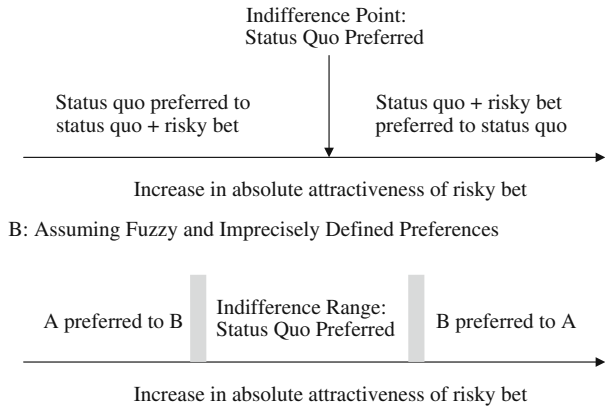 Indifference Point:
Status Quo Preferred
Status quo preferred to
status quo + risky bet
Status quo + risky bet
preferred to status quo
Increase in absolute attractiveness of risky bet
B: Assuming Fuzzy and Imprecisely Defined Preferences
A preferred to B
Indifference Range:
Status Quo Preferred
B preferred to A
Increase in absolute attractiveness of risky bet